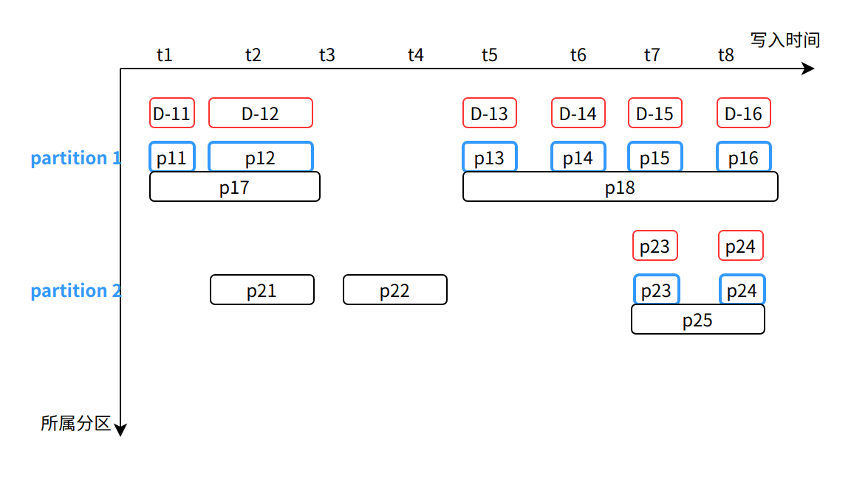 写入时间
t1 t2 t3 t4 t5 t6 t7 t8
D-11 D-12 D-13 D-14 D-15 D-16
partition 1 p11 p12 p13 p14 p15 p16
p17 p18
p23 p24
partition 2 p21 p22 p23 p24
p25
所属分区